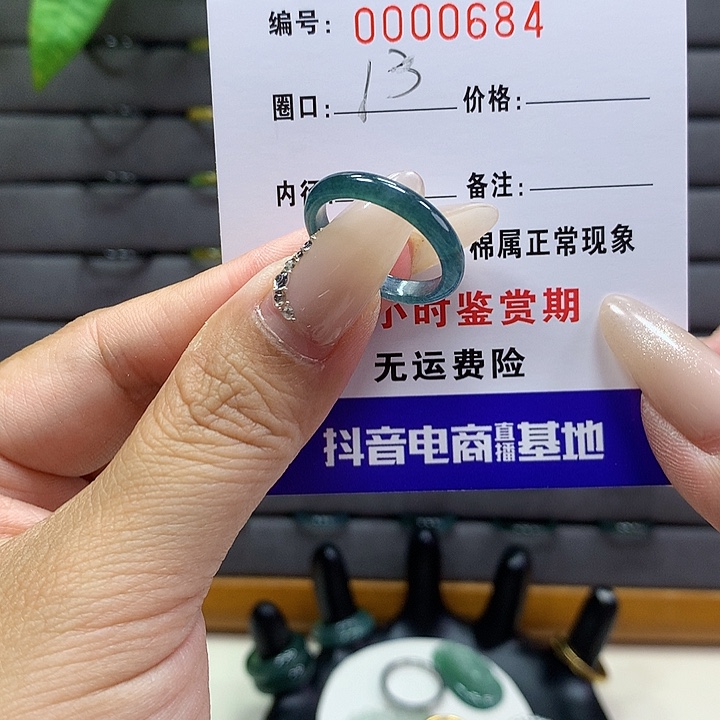 编号: 0000684
圈口: 13 价格:
内径 备注:
棉属正常现象
小时鉴赏期
无运费险
抖音电商直播基地